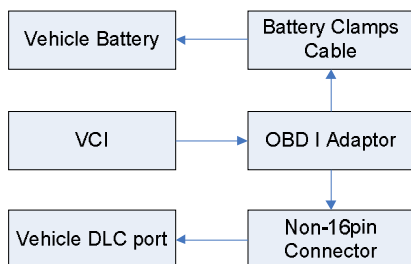 Vehicle Battery
Battery Clamps
Cable
VCI
OBD I Adaptor
Vehicle DLC port
Non-16pin
Connector